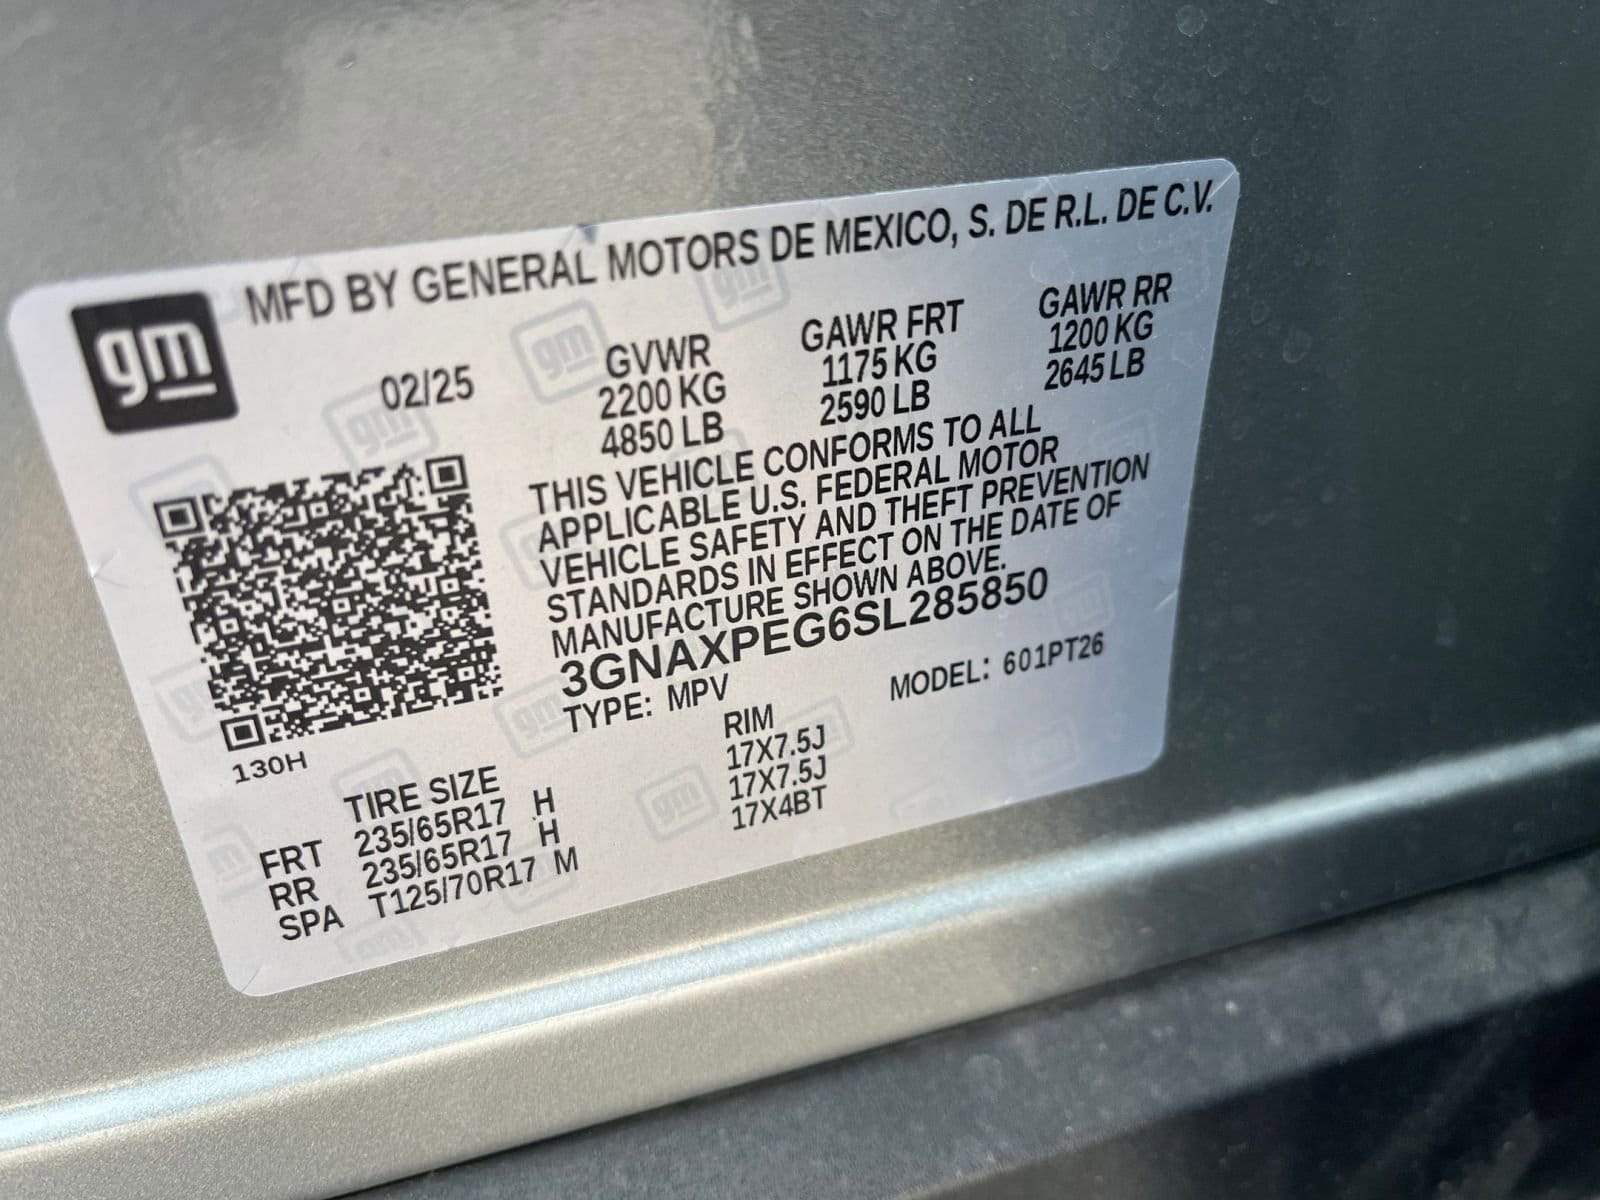 MFD BY GENERAL MOTORS DE MEXICO, S. DE R.L. DE C.V.
gm
02/25
GVWR
2200 KG
4850 LB
GAWR FRT
1175 KG
2590 LB
GAWR RR
1200 KG
2645 LB
THIS VEHICLE CONFORMS TO ALL
APPLICABLE U.S. FEDERAL MOTOR
VEHICLE SAFETY AND THEFT PREVENTION
STANDARDS IN EFFECT ON THE DATE OF
MANUFACTURE SHOWN ABOVE.
3GNAXPEG6SL285850
TYPE: MPV MODEL: 601PT26
130H
TIRE SIZE RIM
FRT 235/65R17 H 17X7.5J
RR 235/65R17 H 17X7.5J
SPA T125/70R17 M 17X4BT